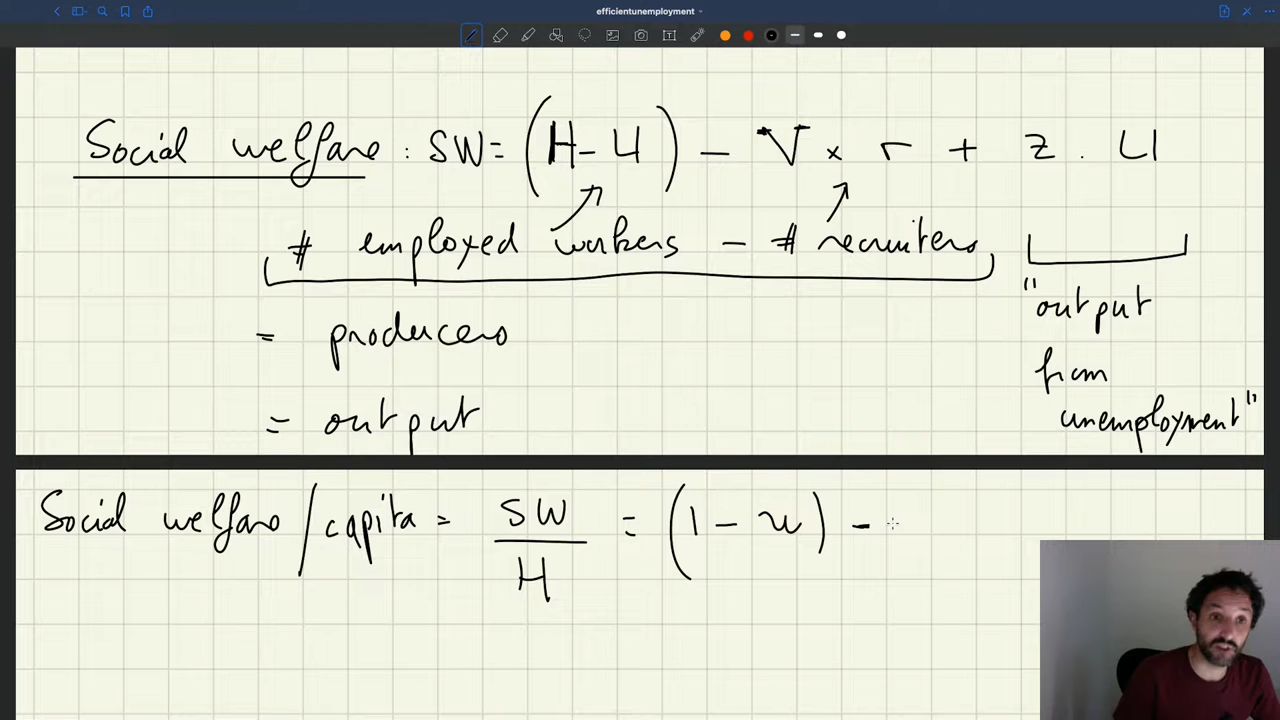 efficientunemployment
Social welfare : SW = (H - U) - V x r + z . U
# employed workers - # recruiters
= producers
= output
"output
from
unemployment"
Social welfare / capita = SW / H = (1 - u) -